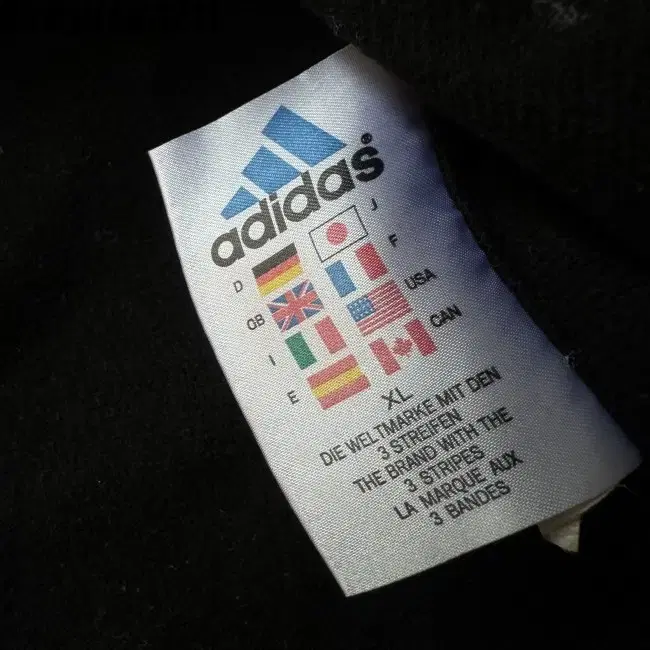 adidas®
J
D
F
GB
USA
I
CAN
E
XL
DIE WELTMARKE MIT DEN
3 STREIFEN
THE BRAND WITH THE
3 STRIPES
LA MARQUE AUX
3 BANDES